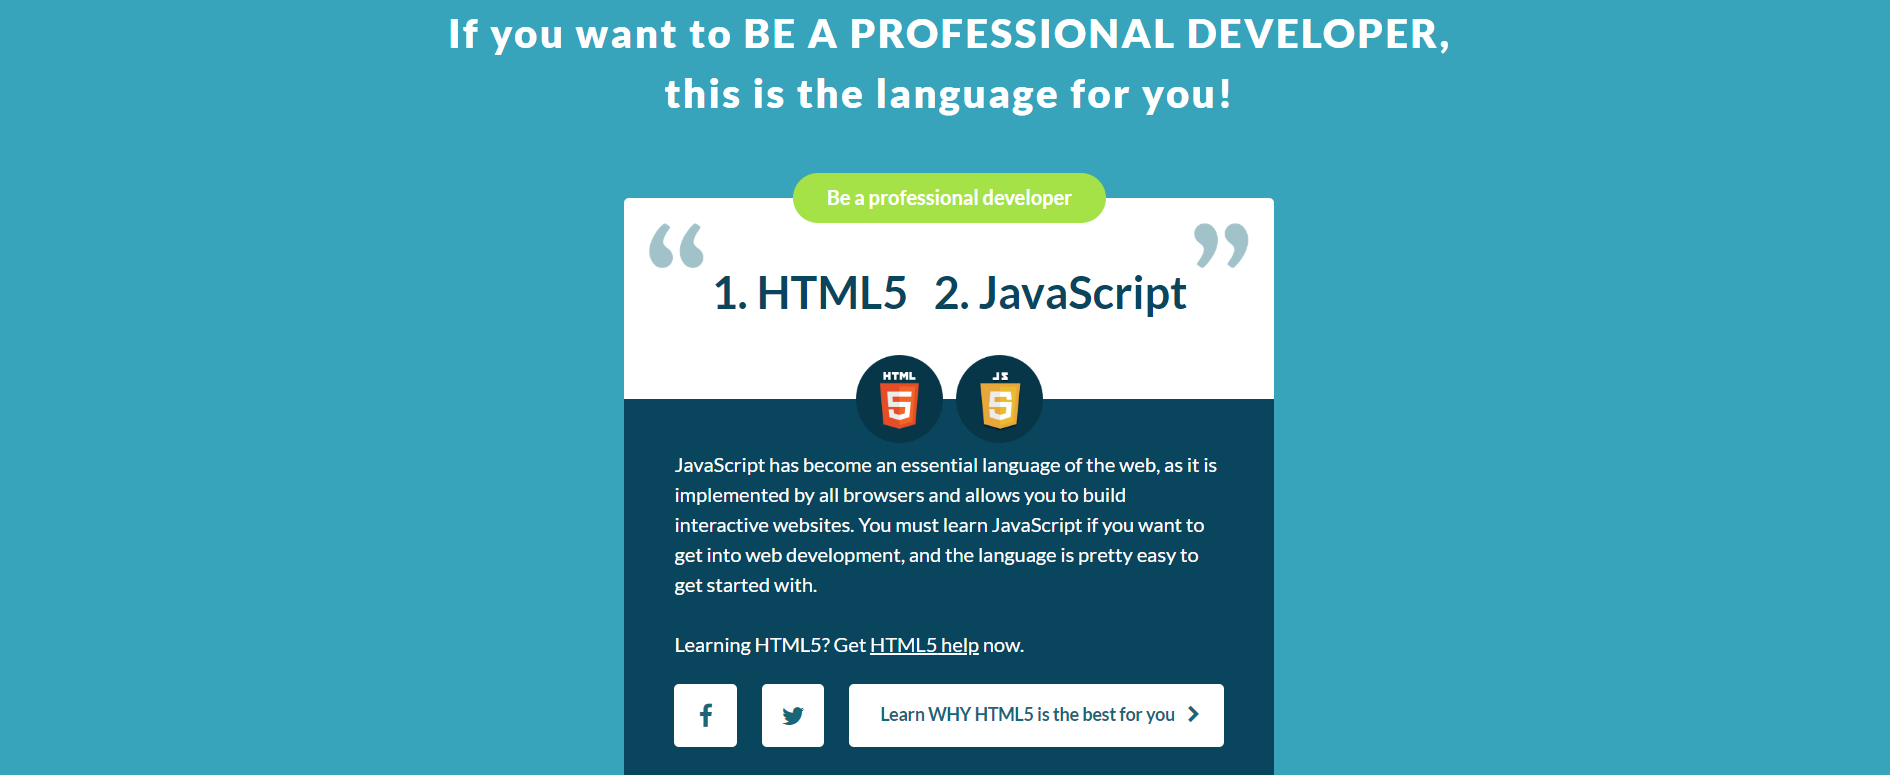 If you want to BE A PROFESSIONAL DEVELOPER,
this is the language for you!
Be a professional developer
“ ”
1. HTML5 2. JavaScript
HTML JS
5 5
JavaScript has become an essential language of the web, as it is
implemented by all browsers and allows you to build
interactive websites. You must learn JavaScript if you want to
get into web development, and the language is pretty easy to
get started with.
Learning HTML5? Get HTML5 help now.
Learn WHY HTML5 is the best for you